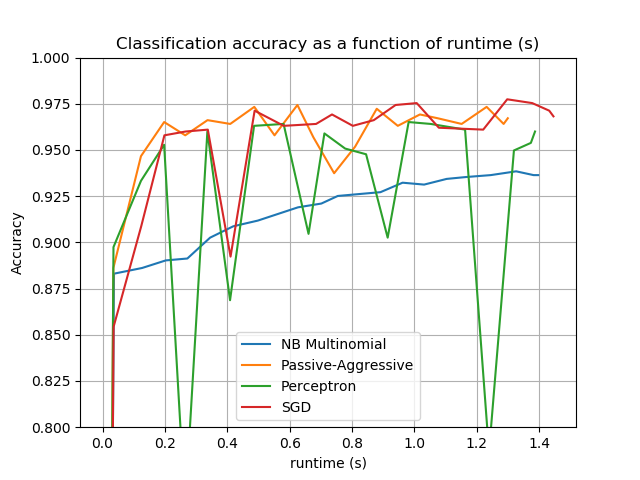 Classification accuracy as a function of runtime (s)
1.000
0.975
0.950
0.925
0.900
0.875
0.850
0.825
0.800
Accuracy
NB Multinomial
Passive-Aggressive
Perceptron
SGD
0.0 0.2 0.4 0.6 0.8 1.0 1.2 1.4
runtime (s)